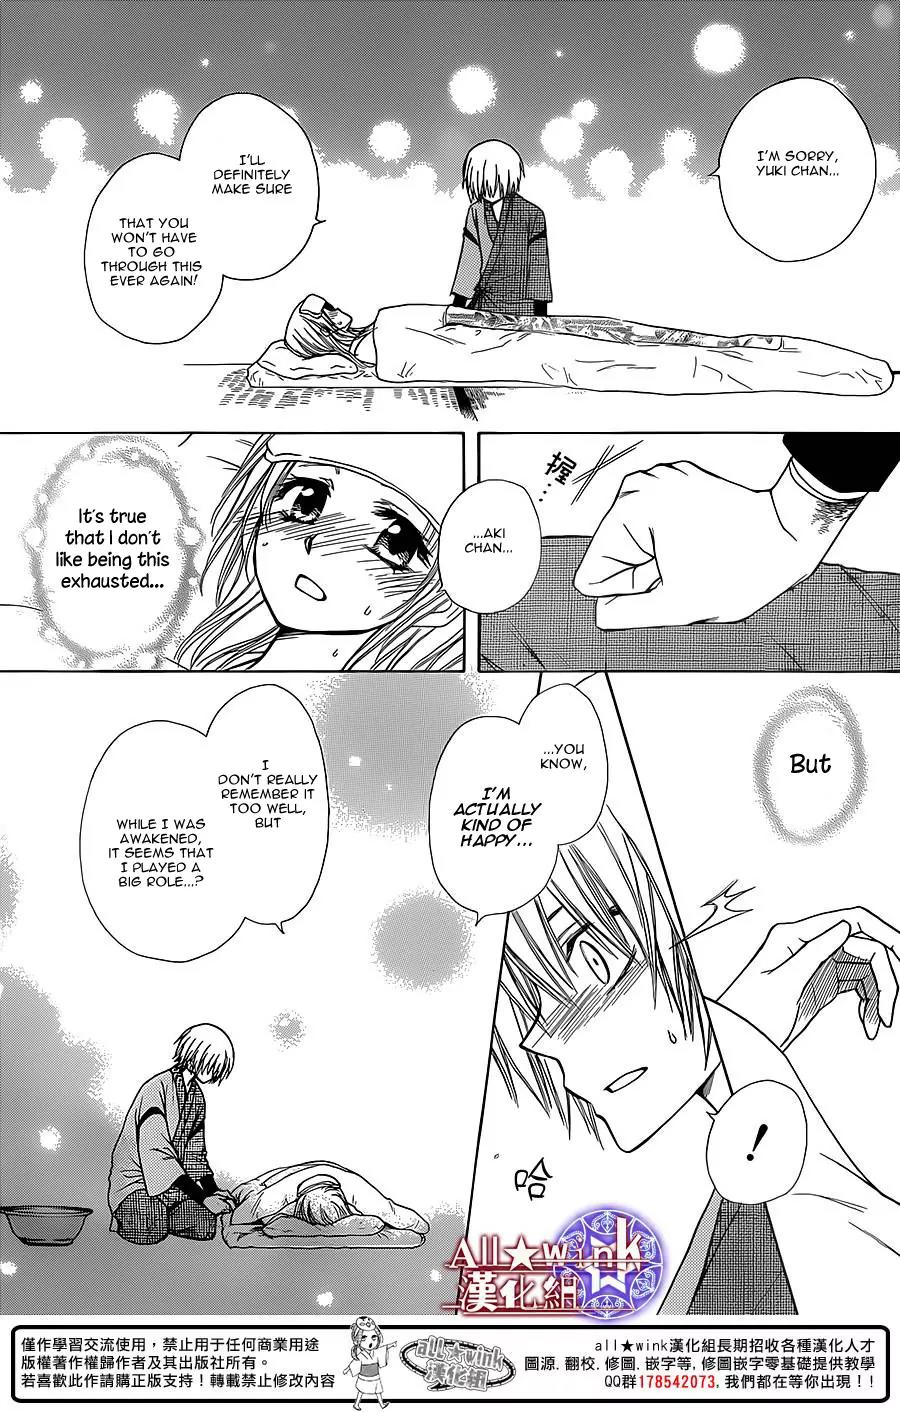 I'M SORRY,
YUKI CHAN...
I'LL
DEFINITELY
MAKE SURE
THAT YOU
WON'T HAVE
TO GO
THROUGH THIS
EVER AGAIN!
握…
...AKI
CHAN...
It's true
that I don't
like being this
exhausted...
But
...YOU
KNOW,
I'M
ACTUALLY
KIND OF
HAPPY...
!
哈
I
DON'T REALLY
REMEMBER IT
TOO WELL,
BUT
WHILE I WAS
AWAKENED,
IT SEEMS THAT
I PLAYED A
BIG ROLE...?
All★wink
漢化組
僅作學習交流使用，禁止用于任何商業用途
版權著作權歸作者及其出版社所有。
若喜歡此作請購正版支持！轉載禁止修改內容
all★wink
漢化組
all★wink漢化組長期招收各種漢化人才
圖源. 翻校. 修圖. 嵌字等, 修圖嵌字零基礎提供教學
QQ群178542073, 我們都在等你出現！！